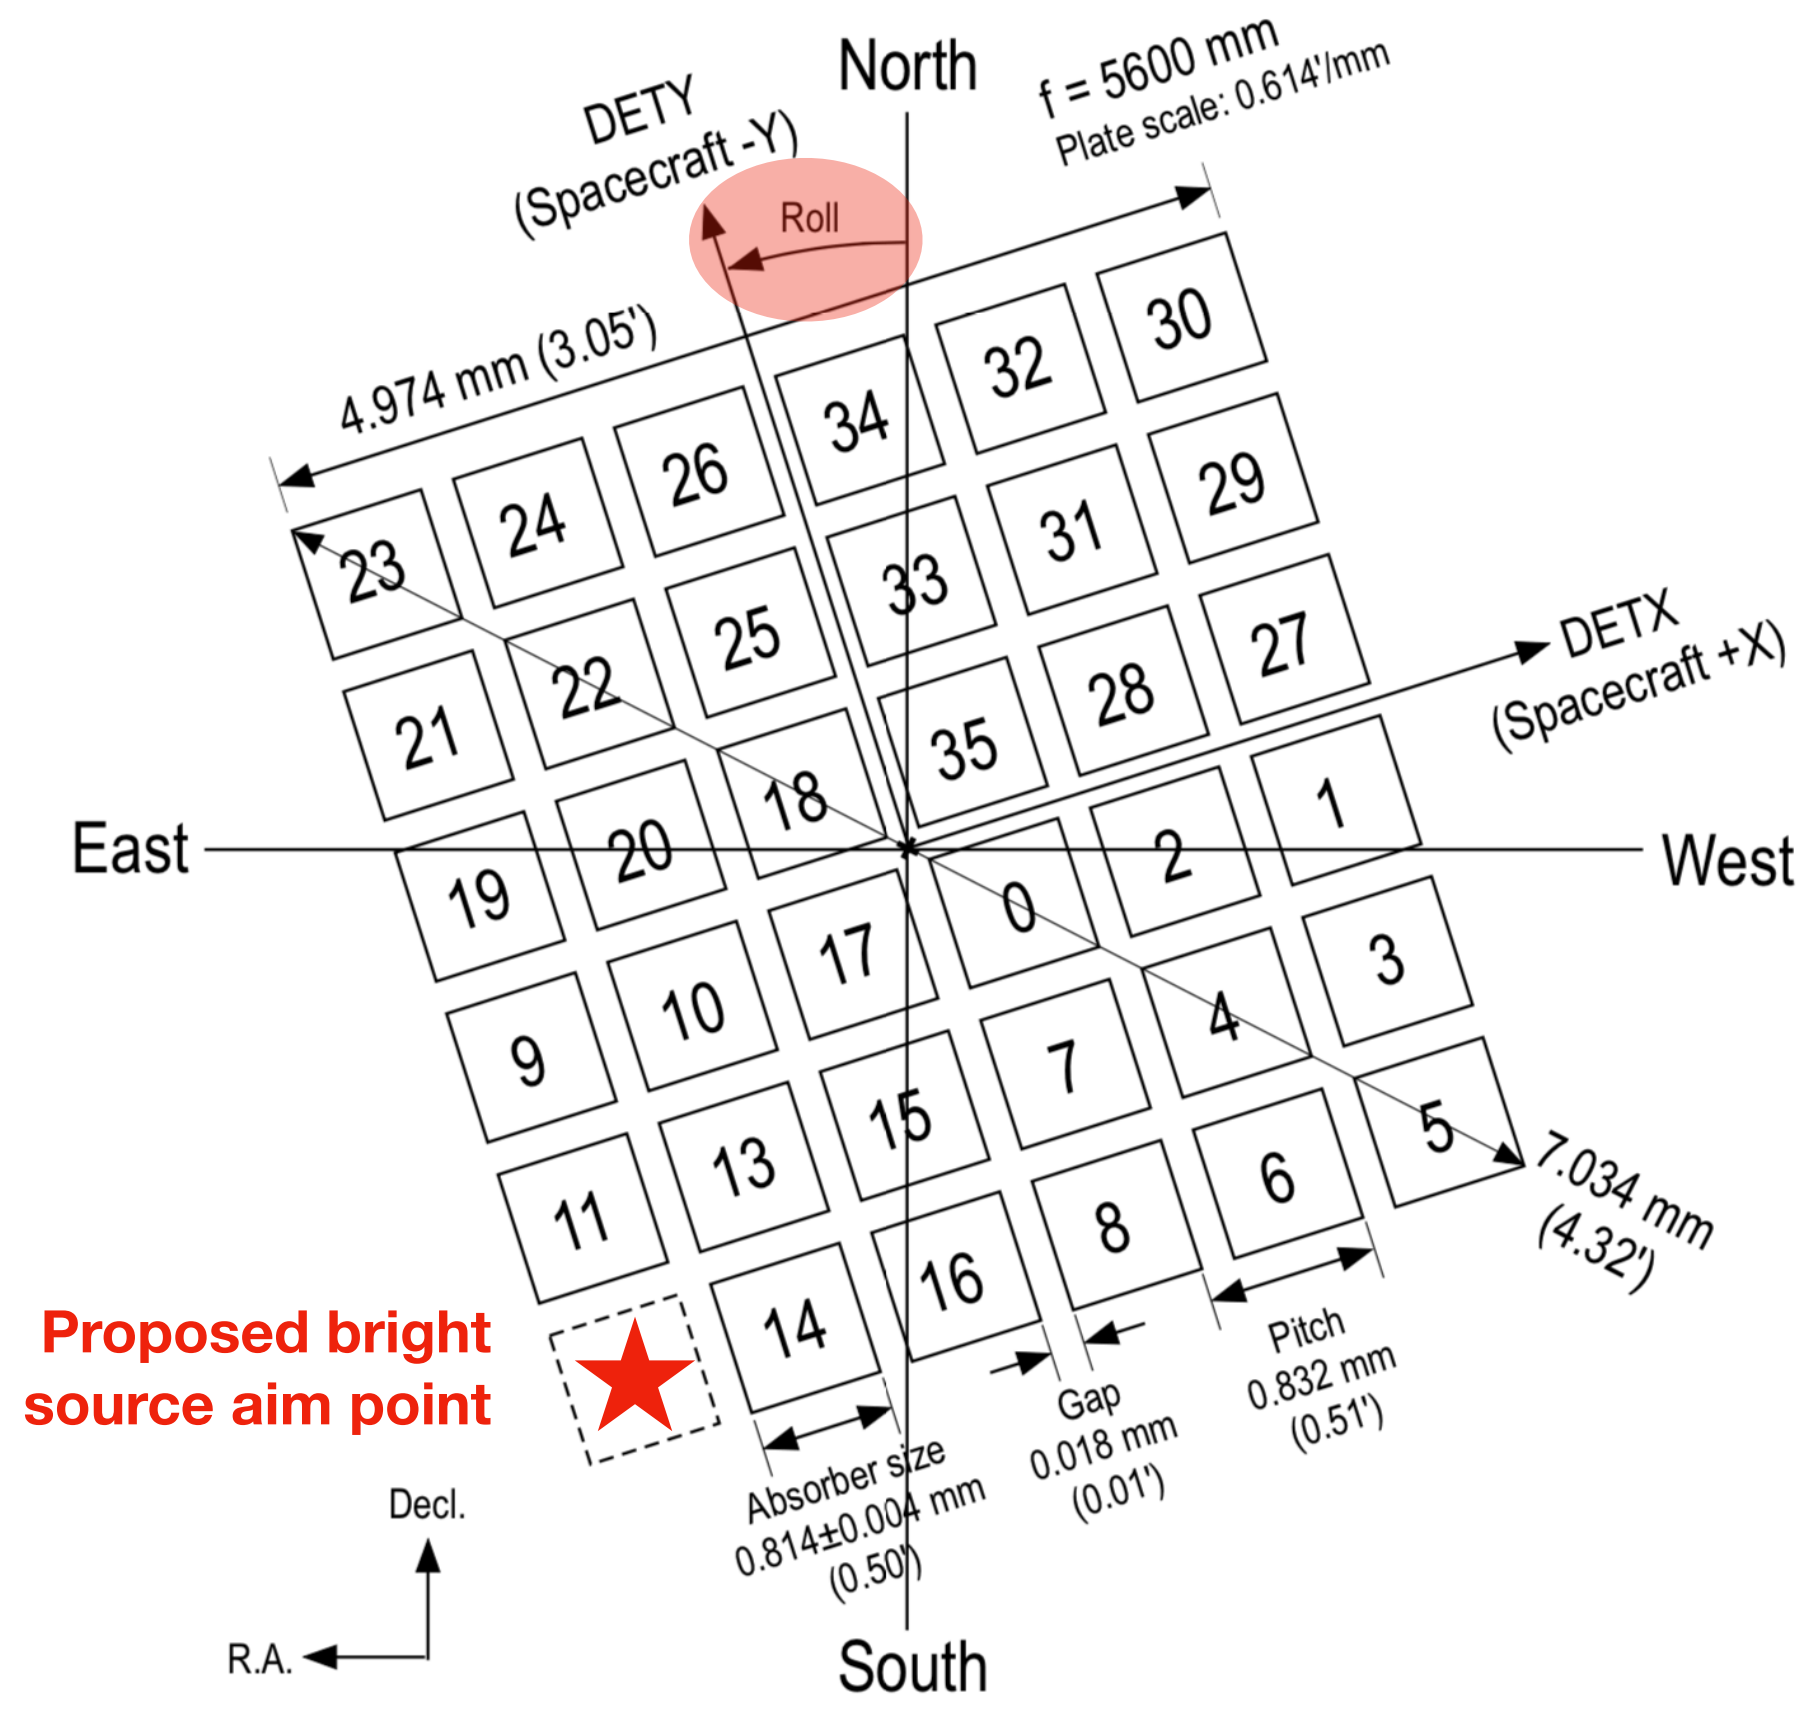 North
DETY
(Spacecraft -Y)
f = 5600 mm
Plate scale: 0.614'/mm
Roll
4.974 mm (3.05')
30
32
34
29
26
31
24
33
23
27
25
28
22
35
21
DETX
(Spacecraft +X)
18
1
20
2
East
West
19
0
17
3
10
4
9
7
15
5
13
6
11
8
16
14
7.034 mm
(4.32')
Proposed bright
source aim point
Pitch
0.832 mm
(0.51')
Gap
0.018 mm
(0.01')
Absorber size
0.814±0.004 mm
(0.50')
Decl.
R.A.
South